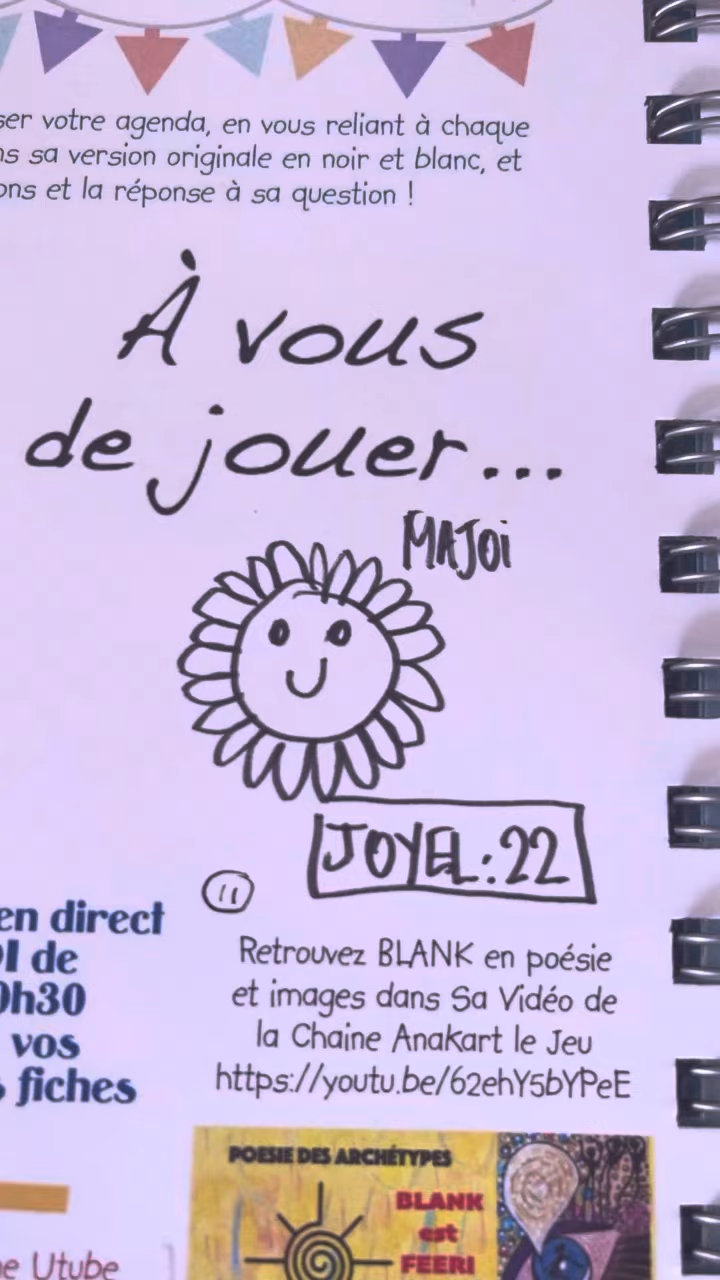 ser votre agenda, en vous reliant à chaque
ns sa version originale en noir et blanc, et
ons et la réponse à sa question !
À vous
de jouer...
MAJOi
JOYEL:22
11
en direct
I de
0h30
vos
fiches
Retrouvez BLANK en poésie
et images dans Sa Vidéo de
la Chaine Anakart le Jeu
https://youtu.be/62ehY5bYPeE
POESIE DES ARCHÉTYPES
BLANK
est
FEERI
e Utube